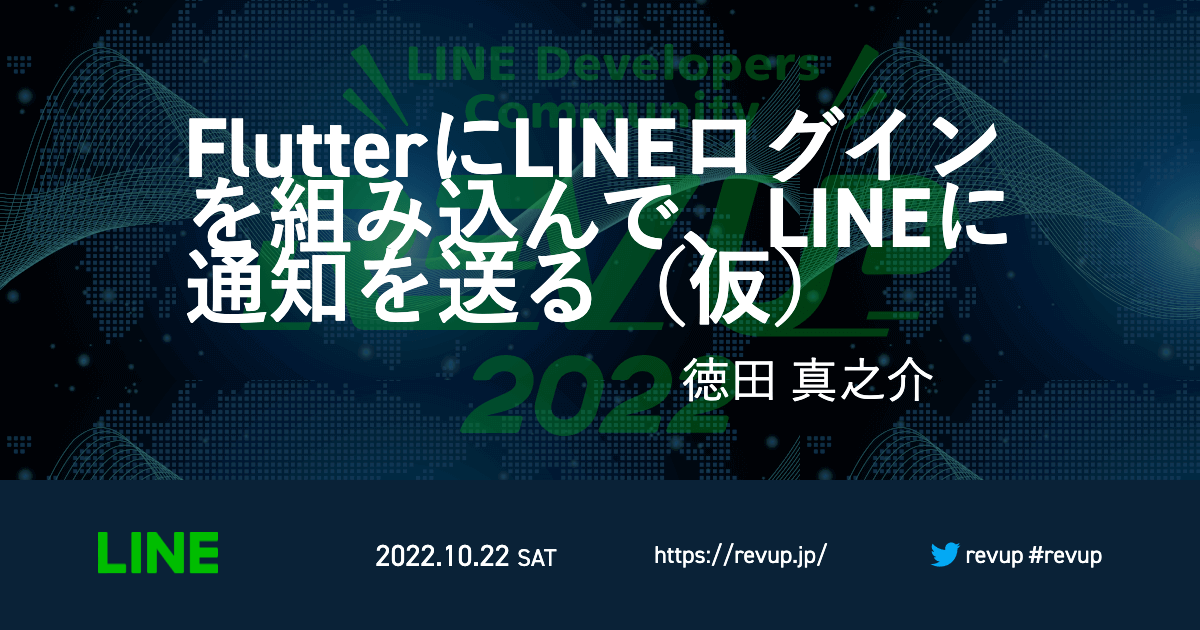 LINE Developers
Community
REVUP
2022
FlutterにLINEログイン
を組み込んで、LINEに
通知を送る（仮）
徳田 真之介
LINE
2022.10.22 SAT
https://revup.jp/
revup #revup